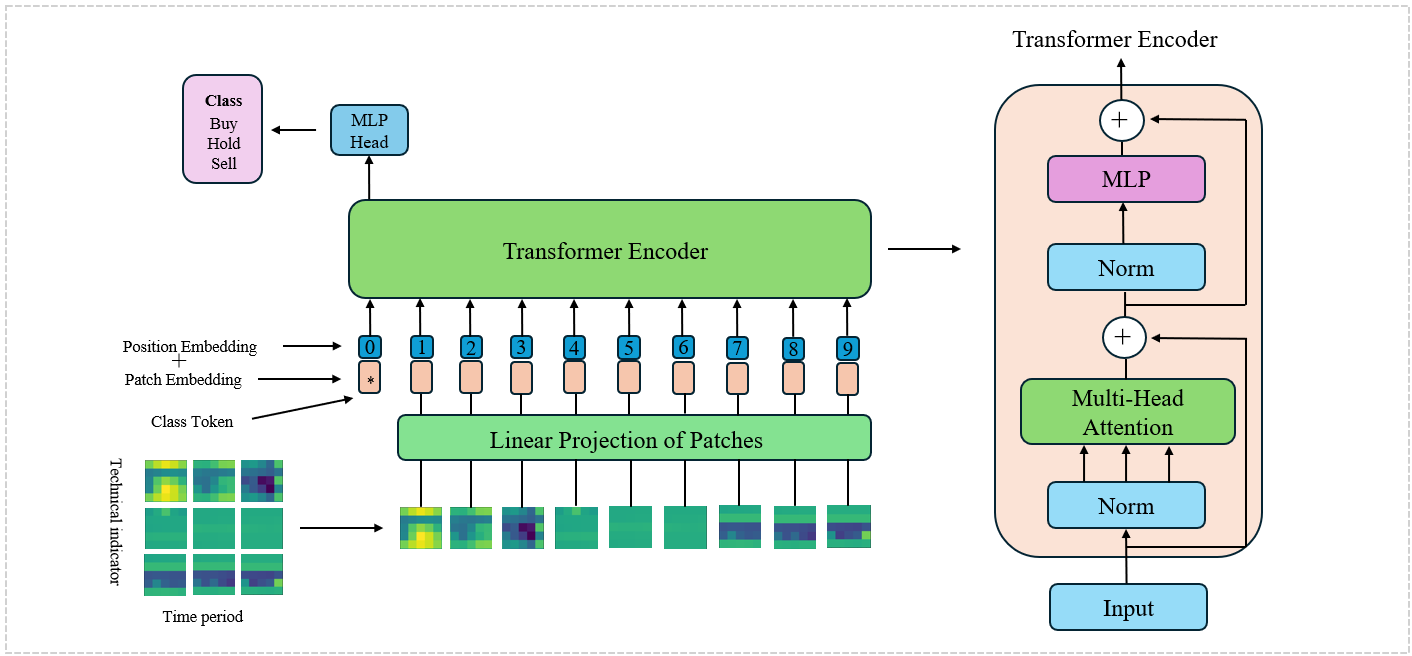 Transformer Encoder
Class
Buy
Hold
Sell
MLP
Head
Transformer Encoder
Position Embedding
+
Patch Embedding
Class Token
0 1 2 3 4 5 6 7 8 9
*
Linear Projection of Patches
Technical indicator
Time period
+
MLP
Norm
+
Multi-Head
Attention
Norm
Input